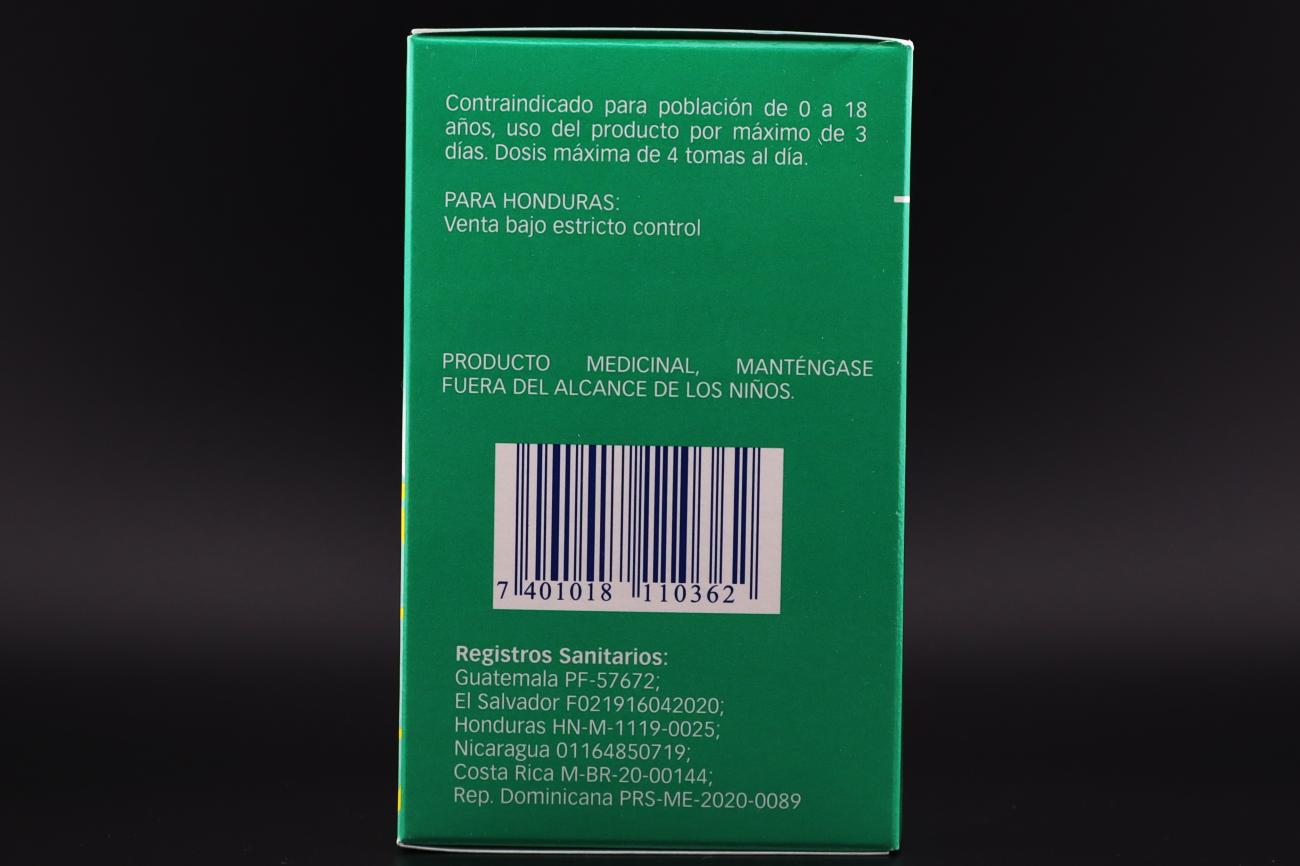 Contraindicado para población de 0 a 18
años, uso del producto por máximo de 3
días. Dosis máxima de 4 tomas al día.
PARA HONDURAS:
Venta bajo estricto control
PRODUCTO MEDICINAL, MANTÉNGASE
FUERA DEL ALCANCE DE LOS NIÑOS.
7 401018 110362
Registros Sanitarios:
Guatemala PF-57672;
El Salvador F021916042020;
Honduras HN-M-1119-0025;
Nicaragua 01164850719;
Costa Rica M-BR-20-00144;
Rep. Dominicana PRS-ME-2020-0089